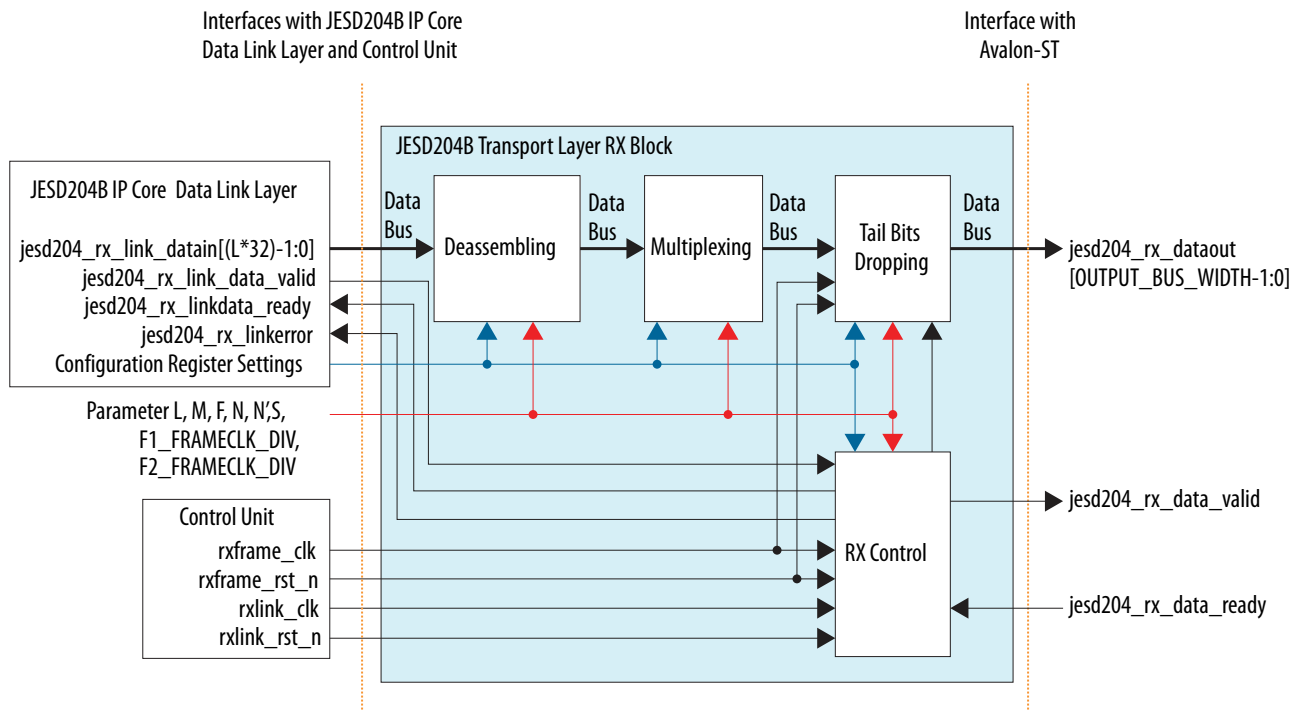 Interfaces with JESD204B IP Core
Data Link Layer and Control Unit
Interface with
Avalon-ST
JESD204B Transport Layer RX Block
JESD204B IP Core Data Link Layer
jesd204_rx_link_datain[(L*32)-1:0]
jesd204_rx_link_data_valid
jesd204_rx_linkdata_ready
jesd204_rx_linkerror
Configuration Register Settings
Data
Bus
Deassembling
Data
Bus
Multiplexing
Data
Bus
Tail Bits
Dropping
Data
Bus
jesd204_rx_dataout
[OUTPUT_BUS_WIDTH-1:0]
Parameter L, M, F, N, N’S,
F1_FRAMECLK_DIV,
F2_FRAMECLK_DIV
Control Unit
rxframe_clk
rxframe_rst_n
rxlink_clk
rxlink_rst_n
RX Control
jesd204_rx_data_valid
jesd204_rx_data_ready